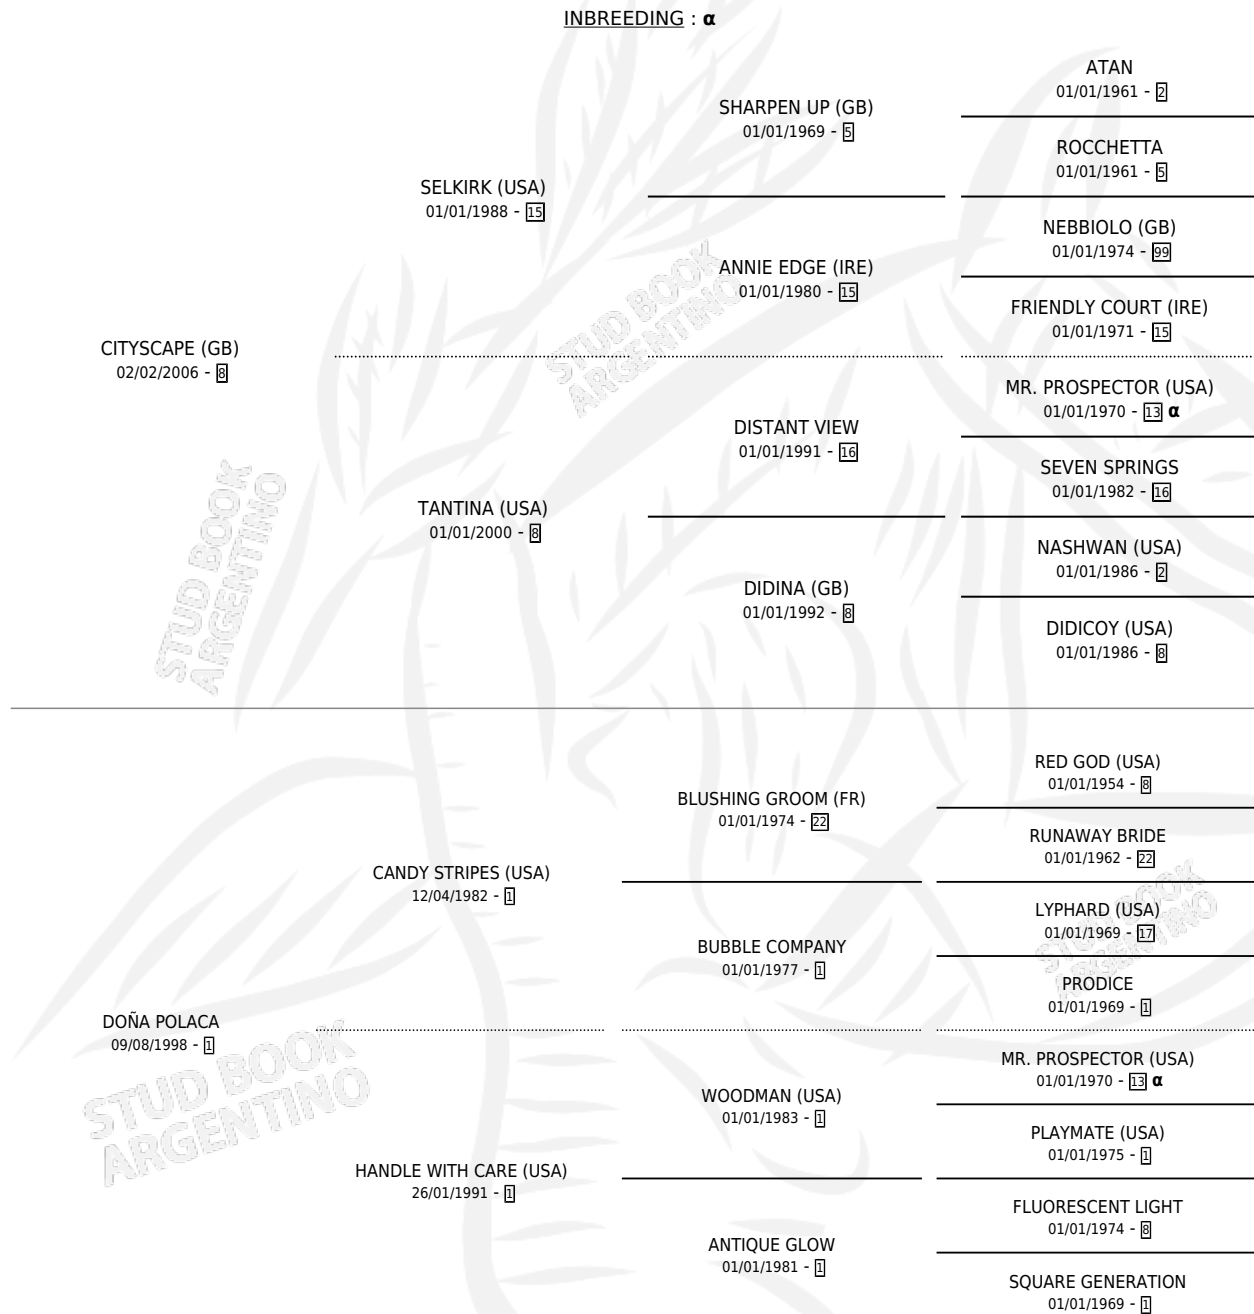 INBREEDING : α
ATAN
01/01/1961 - 2
SHARPEN UP (GB)
01/01/1969 - 5
ROCCHETTA
01/01/1961 - 5
SELKIRK (USA)
01/01/1988 - 15
NEBBIOLO (GB)
01/01/1974 - 99
ANNIE EDGE (IRE)
01/01/1980 - 15
FRIENDLY COURT (IRE)
01/01/1971 - 15
CITYSCAPE (GB)
02/02/2006 - 8
MR. PROSPECTOR (USA)
01/01/1970 - 13 α
DISTANT VIEW
01/01/1991 - 16
SEVEN SPRINGS
01/01/1982 - 16
TANTINA (USA)
01/01/2000 - 8
NASHWAN (USA)
01/01/1986 - 2
DIDINA (GB)
01/01/1992 - 8
DIDICOY (USA)
01/01/1986 - 8
RED GOD (USA)
01/01/1954 - 8
BLUSHING GROOM (FR)
01/01/1974 - 22
RUNAWAY BRIDE
01/01/1962 - 22
CANDY STRIPES (USA)
12/04/1982 - 1
LYPHARD (USA)
01/01/1969 - 17
BUBBLE COMPANY
01/01/1977 - 1
PRODICE
01/01/1969 - 1
DOÑA POLACA
09/08/1998 - 1
MR. PROSPECTOR (USA)
01/01/1970 - 13 α
WOODMAN (USA)
01/01/1983 - 1
PLAYMATE (USA)
01/01/1975 - 1
HANDLE WITH CARE (USA)
26/01/1991 - 1
FLUORESCENT LIGHT
01/01/1974 - 8
ANTIQUE GLOW
01/01/1981 - 1
SQUARE GENERATION
01/01/1969 - 1
STUD BOOK
ARGENTINO
STUD BOOK
ARGENTINO
STUD BOOK
ARGENTINO
STUD BOOK
ARGENTINO